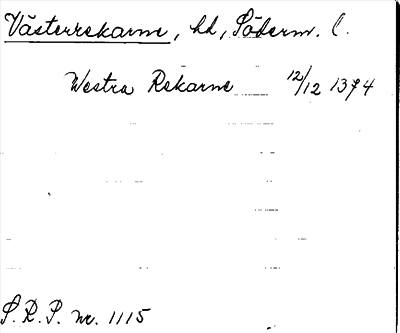 Västerrekarne, hd, Söderm. l.
Westra Rekarne 12/12 1374
S.R.P. nr. 1115